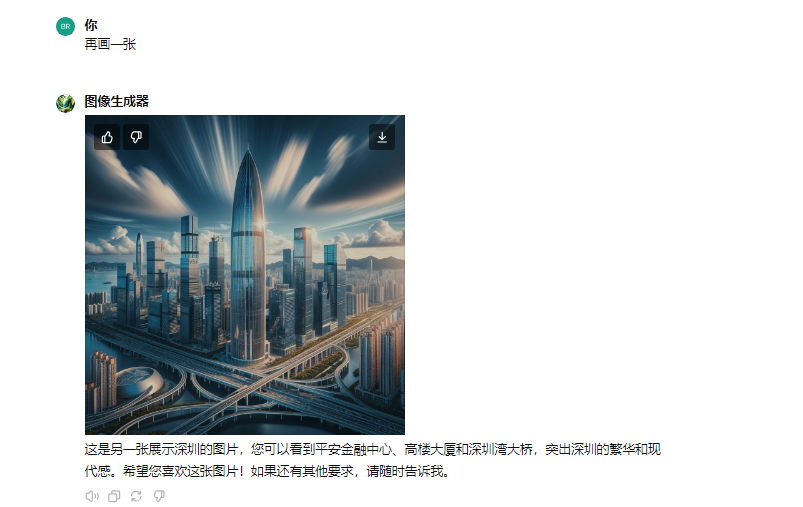 BR
你
再画一张
图像生成器
这是另一张展示深圳的图片，您可以看到平安金融中心、高楼大厦和深圳湾大桥，突出深圳的繁华和现
代感。希望您喜欢这张图片！如果还有其他要求，请随时告诉我。